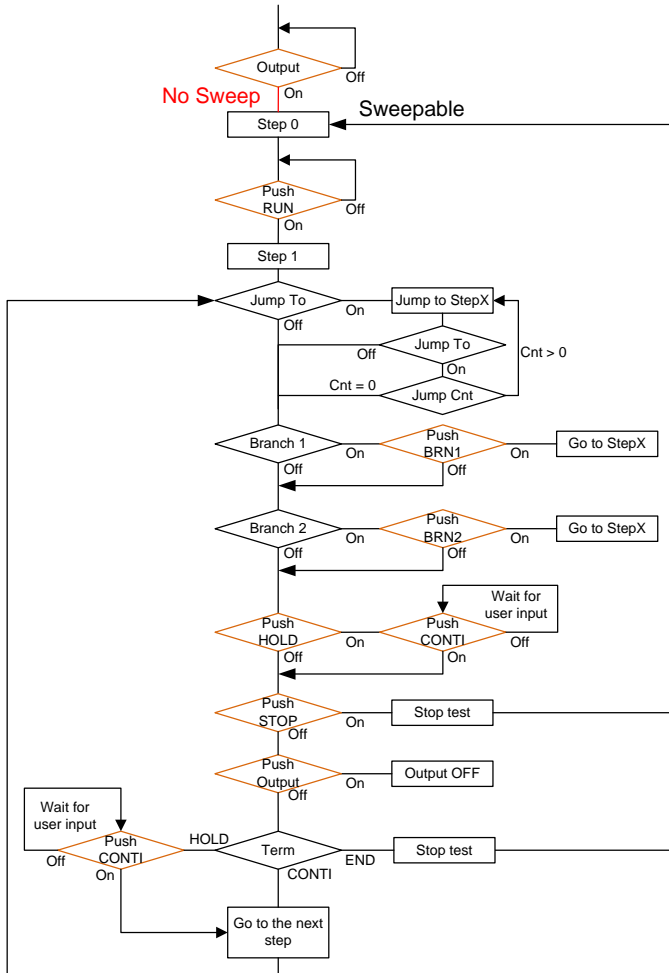 Output
Off
On
No Sweep
Sweepable
Step 0
Push
RUN
Off
On
Step 1
Jump To
On
Jump to StepX
Off
Off
Jump To
On
Cnt > 0
Cnt = 0
Jump Cnt
Branch 1
On
Push
BRN1
On
Go to StepX
Off
Off
Branch 2
On
Push
BRN2
On
Go to StepX
Off
Off
Wait for
user input
Push
HOLD
On
Push
CONTI
Off
Off
On
Push
STOP
On
Stop test
Off
Push
Output
On
Output OFF
Off
Wait for
user input
Push
CONTI
HOLD
Off
On
Term
END
Stop test
CONTI
Go to the next
step